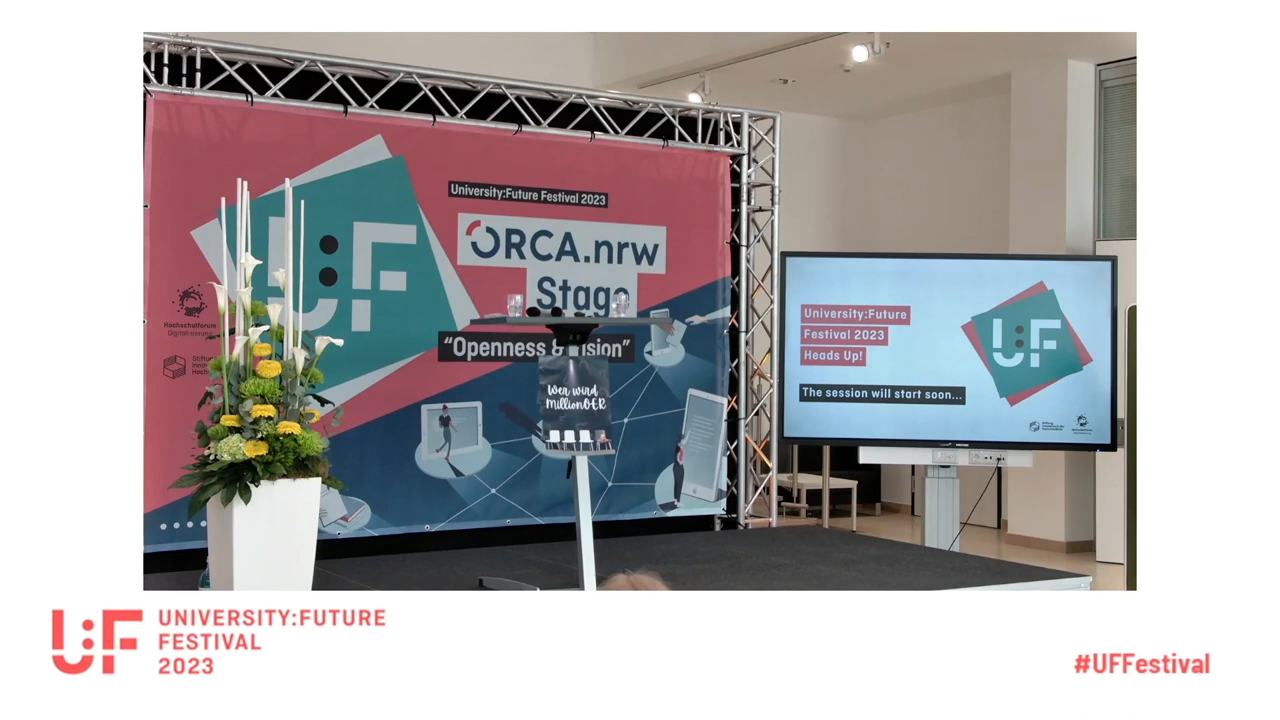 University:Future Festival 2023
ORCA.nrw
Stage
"Openness &
U:F
Hochschulforum
Digitalisierung
Wer wird
MillionOER
University:Future
Festival 2023
Heads Up!
The session will start soon...
U:F
U:F
UNIVERSITY:FUTURE
FESTIVAL
2023
#UFFestival